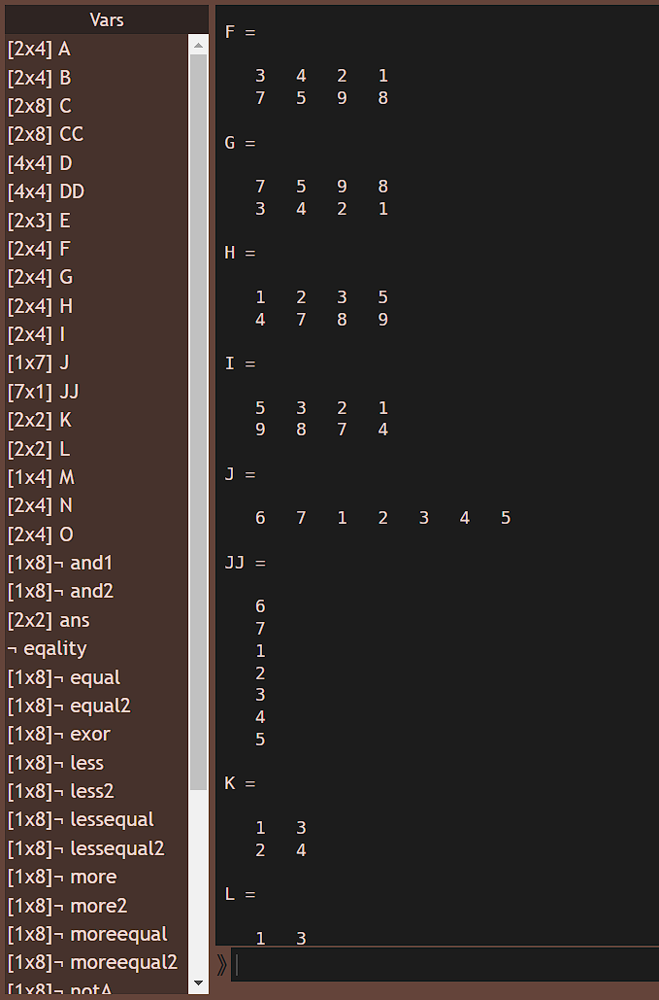 Vars
[2x4] A
[2x4] B
[2x8] C
[2x8] CC
[4x4] D
[4x4] DD
[2x3] E
[2x4] F
[2x4] G
[2x4] H
[2x4] I
[1x7] J
[7x1] JJ
[2x2] K
[2x2] L
[1x4] M
[2x4] N
[2x4] O
[1x8]¬ and1
[1x8]¬ and2
[2x2] ans
¬ eqality
[1x8]¬ equal
[1x8]¬ equal2
[1x8]¬ exor
[1x8]¬ less
[1x8]¬ less2
[1x8]¬ lessequal
[1x8]¬ lessequal2
[1x8]¬ more
[1x8]¬ more2
[1x8]¬ moreequal
[1x8]¬ moreequal2
[1x8]¬ notA
F =
3 4 2 1
7 5 9 8
G =
7 5 9 8
3 4 2 1
H =
1 2 3 5
4 7 8 9
I =
5 3 2 1
9 8 7 4
J =
6 7 1 2 3 4 5
JJ =
6
7
1
2
3
4
5
K =
1 3
2 4
L =
1 3
⟫